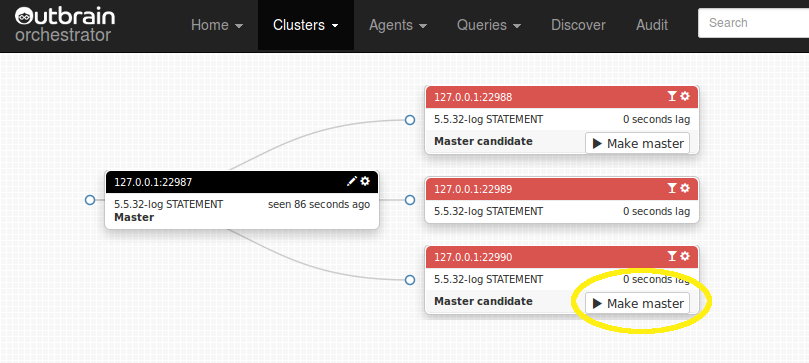 Outbrain
orchestrator
Home Clusters Agents Queries Discover Audit Search
127.0.0.1:22988
5.5.32-log STATEMENT 0 seconds lag
Master candidate Make master
127.0.0.1:22987
5.5.32-log STATEMENT seen 86 seconds ago
Master
127.0.0.1:22989
5.5.32-log STATEMENT 0 seconds lag
127.0.0.1:22990
5.5.32-log STATEMENT 0 seconds lag
Master candidate Make master